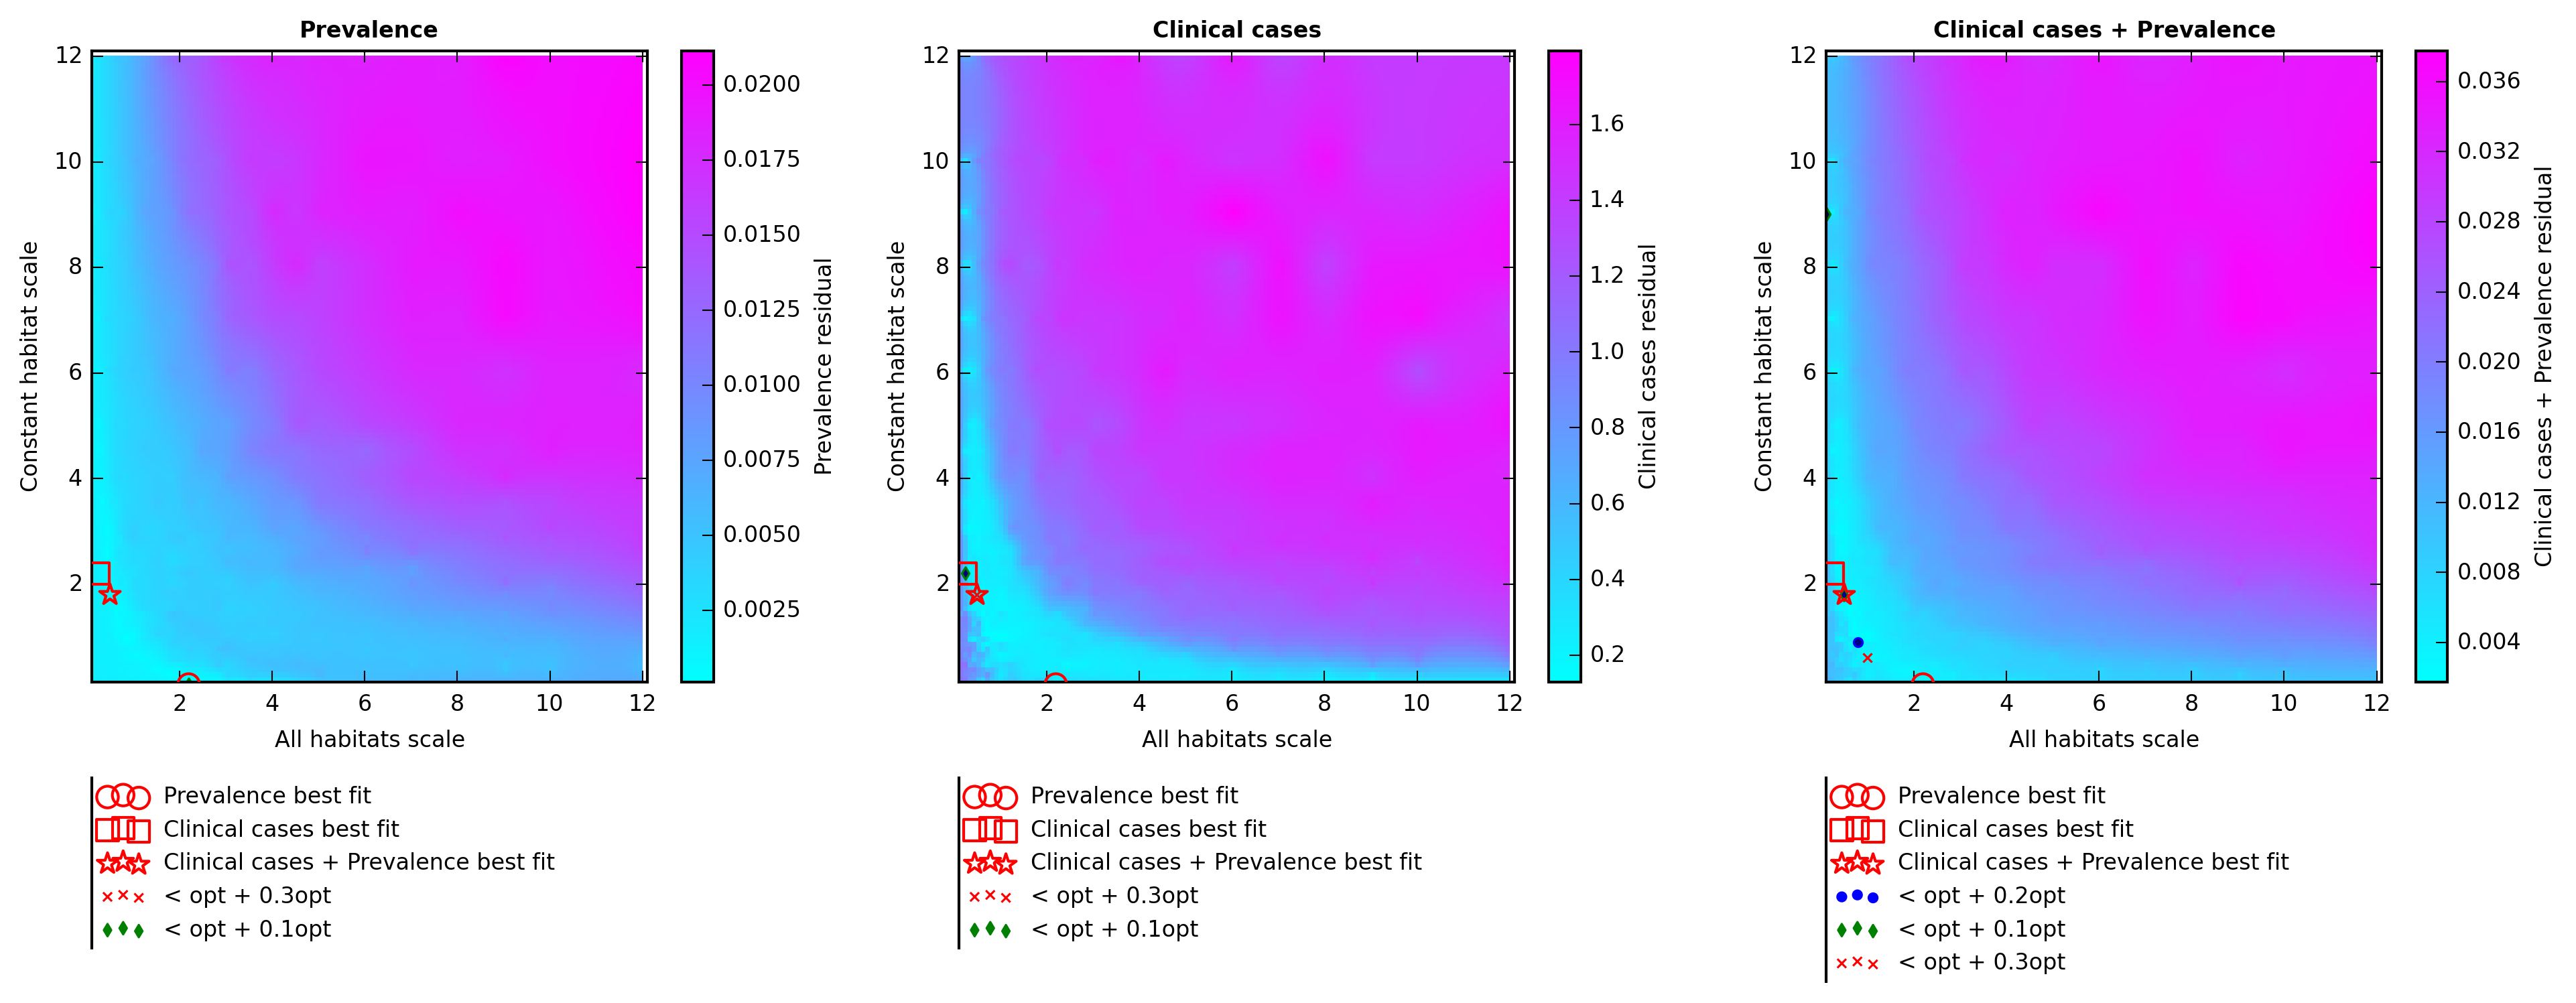 Prevalence
12
10
8
6
4
2
2 4 6 8 10 12
Constant habitat scale
All habitats scale
0.0200
0.0175
0.0150
0.0125
0.0100
0.0075
0.0050
0.0025
Prevalence residual
Prevalence best fit
Clinical cases best fit
Clinical cases + Prevalence best fit
< opt + 0.3opt
< opt + 0.1opt
Clinical cases
12
10
8
6
4
2
2 4 6 8 10 12
Constant habitat scale
All habitats scale
1.6
1.4
1.2
1.0
0.8
0.6
0.4
0.2
Clinical cases residual
Prevalence best fit
Clinical cases best fit
Clinical cases + Prevalence best fit
< opt + 0.3opt
< opt + 0.1opt
Clinical cases + Prevalence
12
10
8
6
4
2
2 4 6 8 10 12
Constant habitat scale
All habitats scale
0.036
0.032
0.028
0.024
0.020
0.016
0.012
0.008
0.004
Clinical cases + Prevalence residual
Prevalence best fit
Clinical cases best fit
Clinical cases + Prevalence best fit
< opt + 0.2opt
< opt + 0.1opt
< opt + 0.3opt